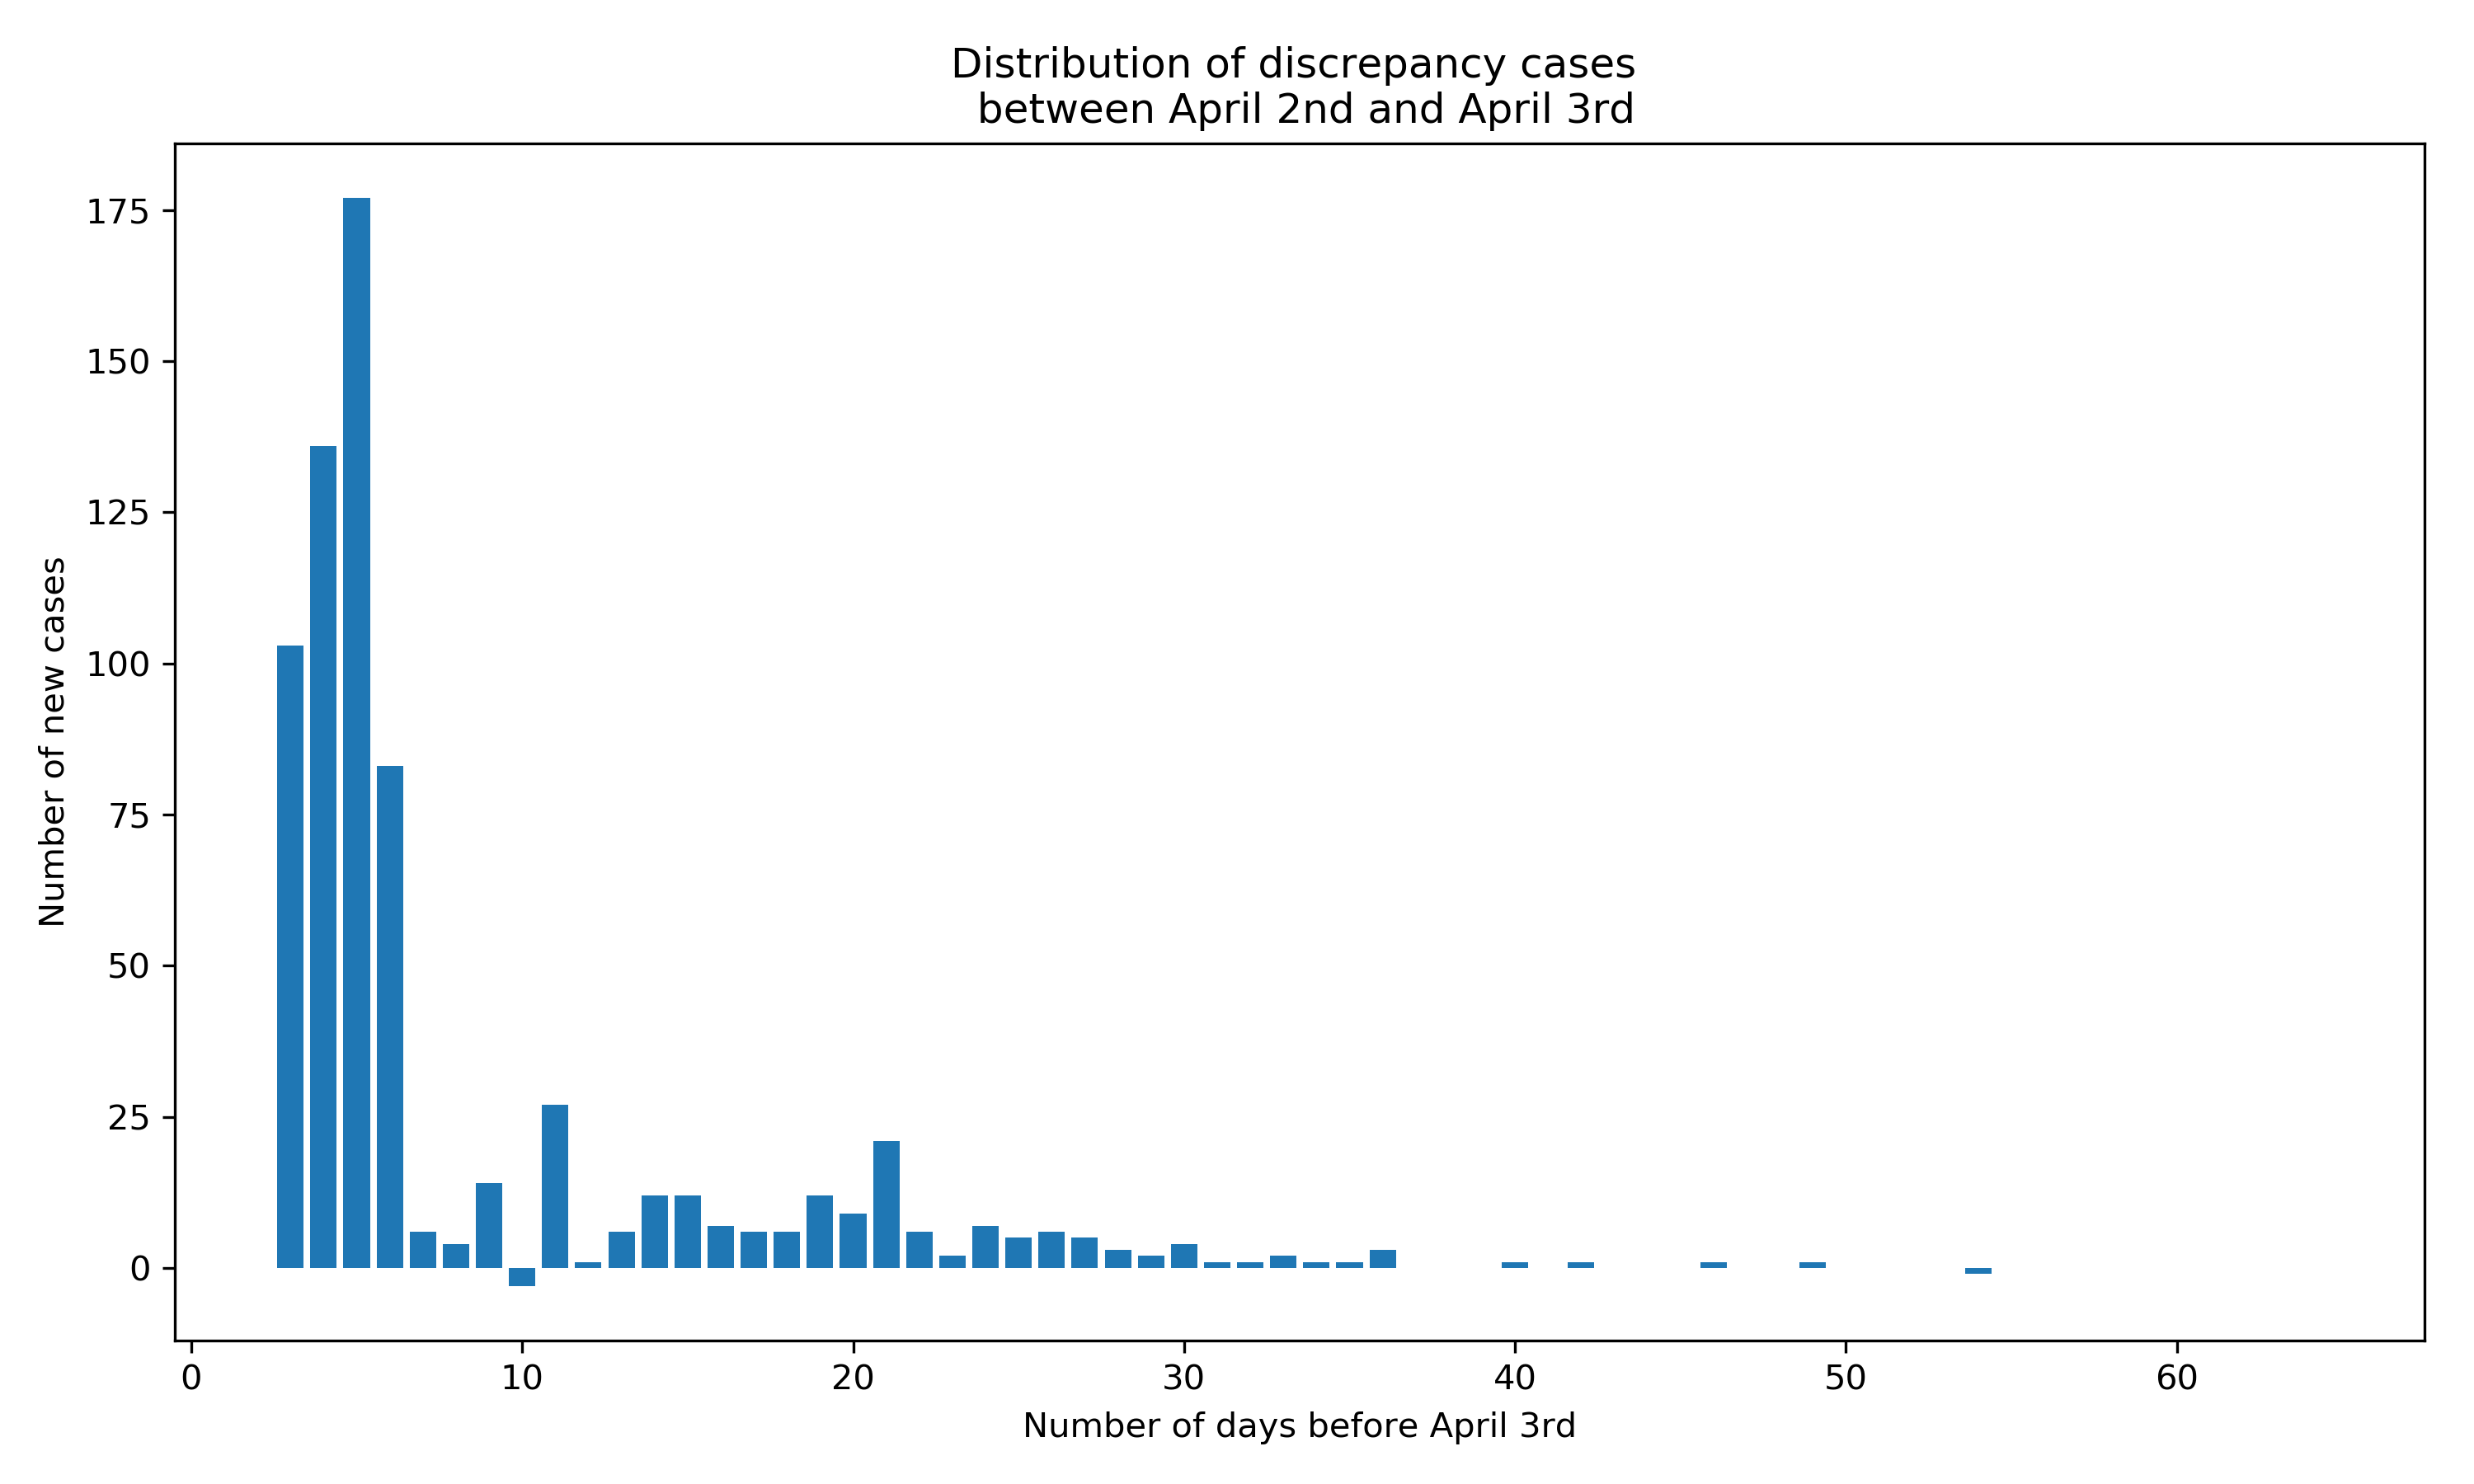 Distribution of discrepancy cases
between April 2nd and April 3rd
175
150
125
100
75
50
25
0
Number of new cases
0 10 20 30 40 50 60
Number of days before April 3rd